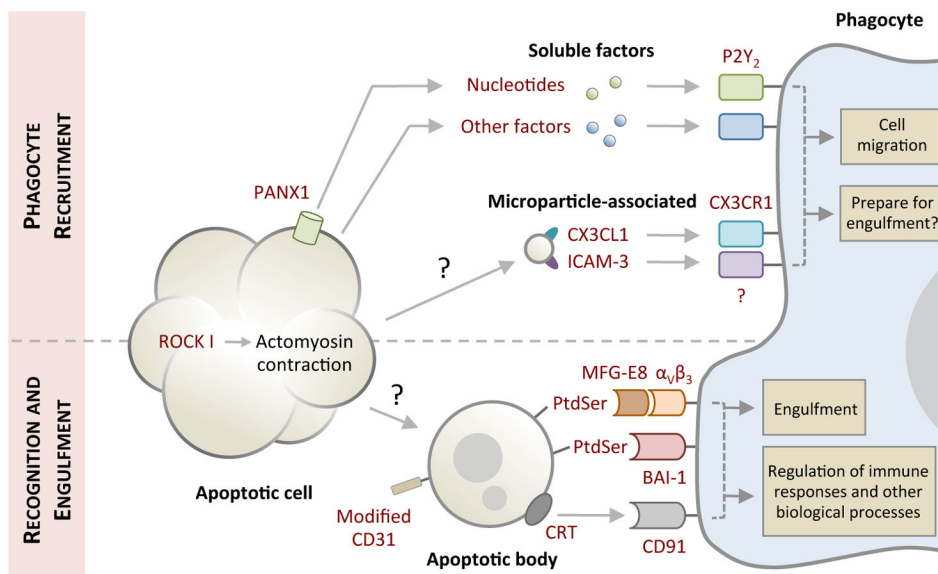 PHAGOCYTE
RECRUITMENT
RECOGNITION AND
ENGULFMENT
Phagocyte
Soluble factors
P2Y₂
Nucleotides
Other factors
Cell
migration
PANX1
Microparticle-associated
CX3CR1
Prepare for
engulfment?
CX3CL1
ICAM-3
?
?
ROCK I
Actomyosin
contraction
?
MFG-E8
αᵥβ₃
PtdSer
Engulfment
PtdSer
BAI-1
Regulation of immune
responses and other
biological processes
Apoptotic cell
Modified
CD31
CRT
CD91
Apoptotic body